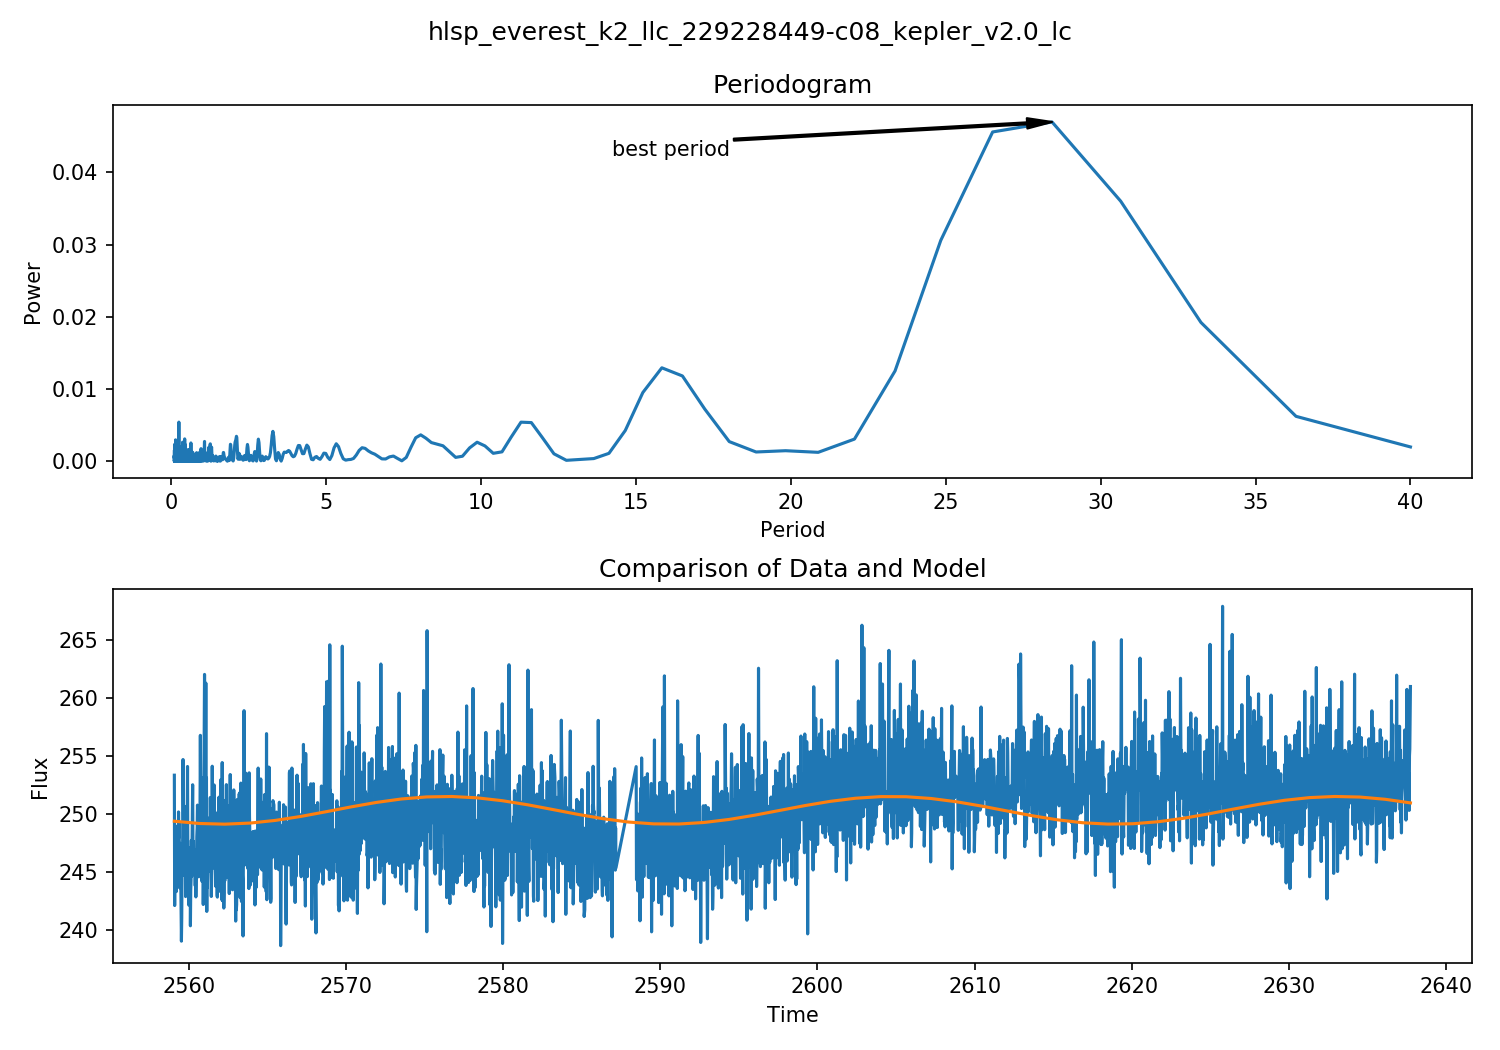 hlsp_everest_k2_llc_229228449-c08_kepler_v2.0_lc
Periodogram
best period
0.04
0.03
0.02
0.01
0.00
Power
0 5 10 15 20 25 30 35 40
Period
Comparison of Data and Model
265
260
255
250
245
240
Flux
2560 2570 2580 2590 2600 2610 2620 2630 2640
Time